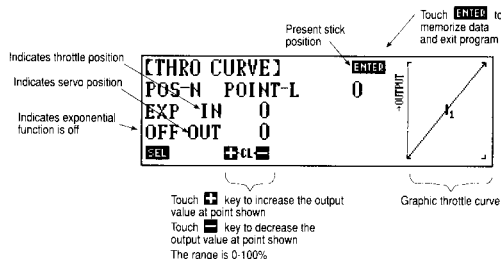 Touch ENTER to
memorize data
and exit program
Present stick
position
Indicates throttle position
Indicates servo position
Indicates exponential
function is off
[THRO CURVE] ENTER
POS-N POINT-L 0
EXP IN 0
OFF OUT 0
SEL + CL -
→OUTPUT
1
Touch + key to increase the output
value at point shown
Touch - key to decrease the
output value at point shown
The range is 0-100%
Graphic throttle curve